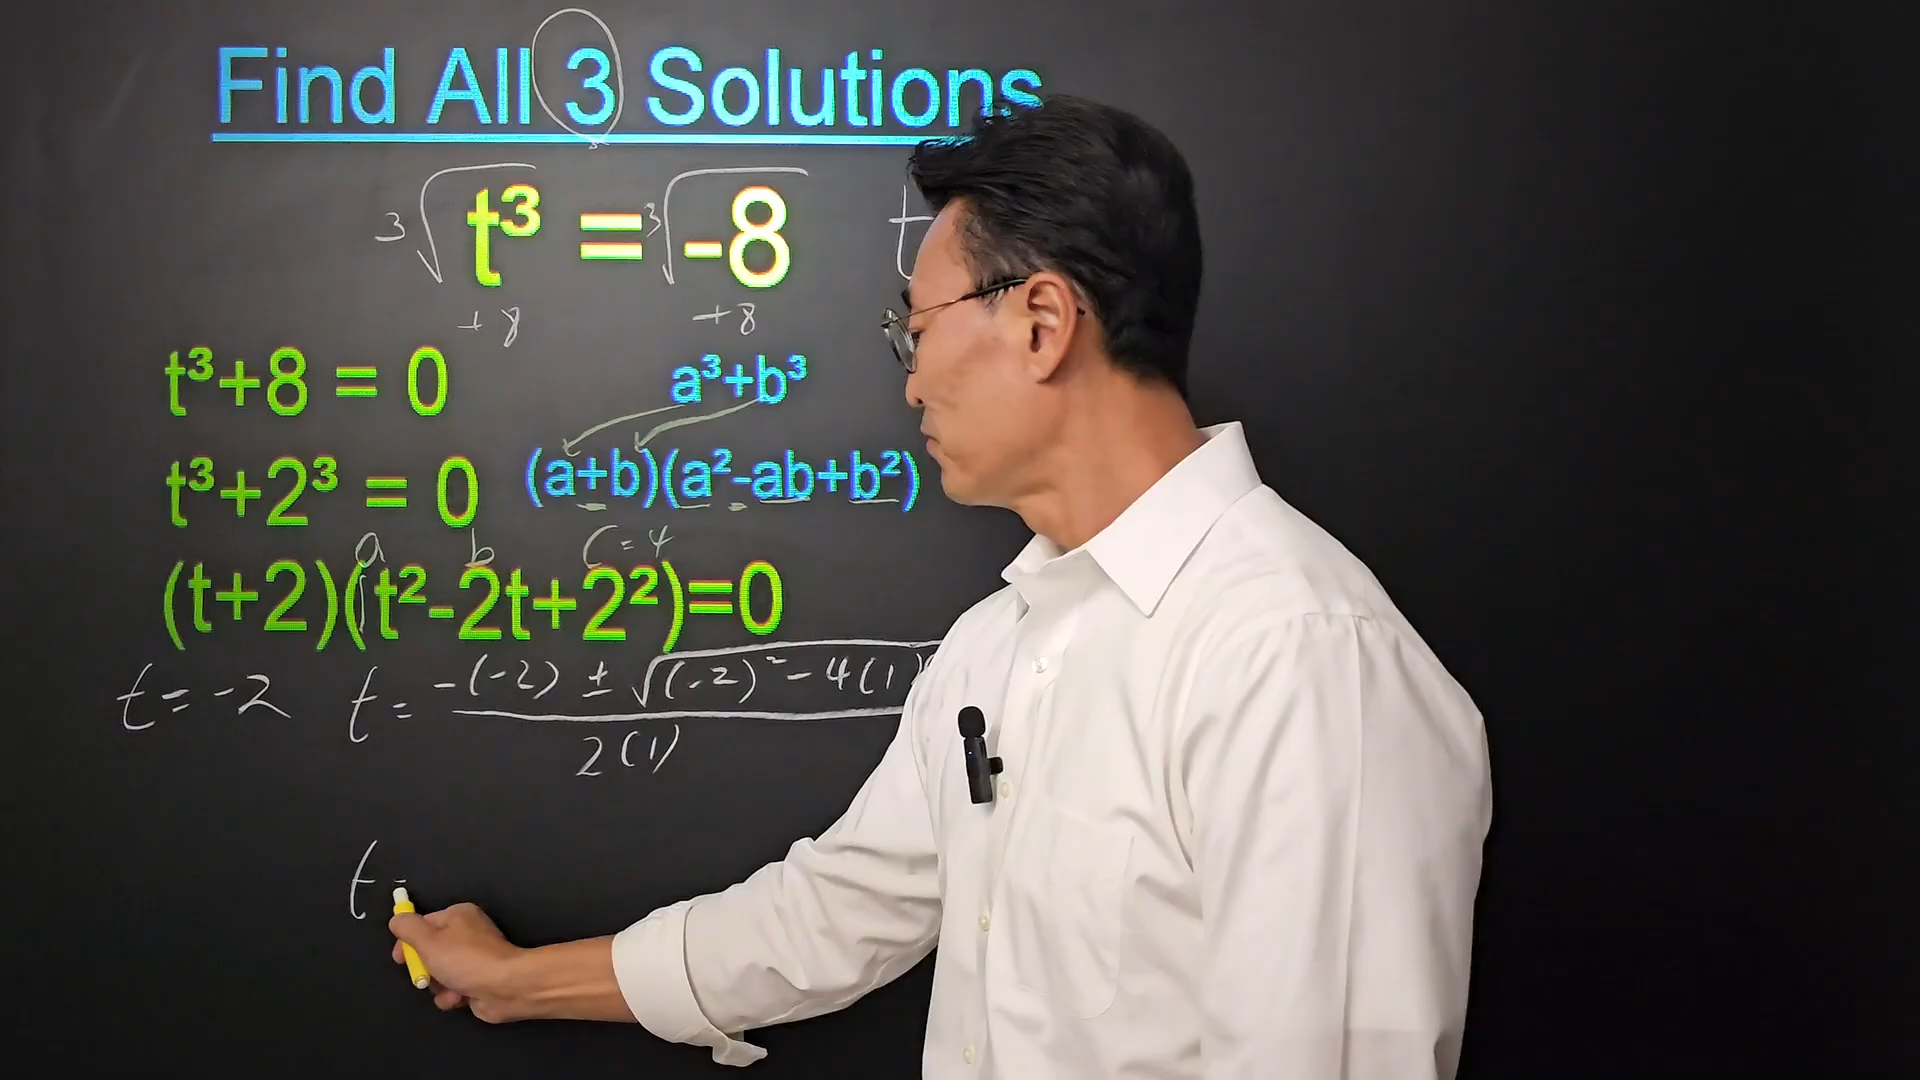 Find All 3 Solutions
³√t³ = ³√-8 t
+8 +8
t³+8 = 0 a³+b³
t³+2³ = 0 (a+b)(a²-ab+b²)
a b c=4
(t+2)(t²-2t+2²)=0
t = -2 t = -(-2) ± √(-2)² - 4(1)
2(1)
t -